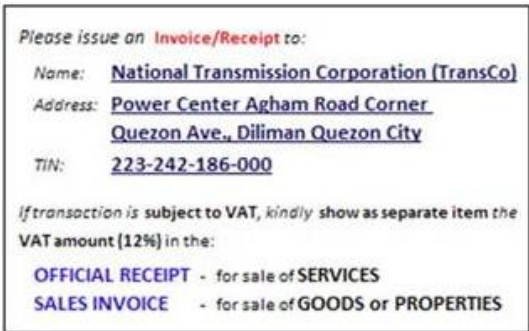 Please issue an Invoice/Receipt to:
Name: National Transmission Corporation (TransCo)
Address: Power Center Agham Road Corner
Quezon Ave., Diliman Quezon City
TIN: 223-242-186-000
If transaction is subject to VAT, kindly show as separate item the
VAT amount (12%) in the:
OFFICIAL RECEIPT - for sale of SERVICES
SALES INVOICE - for sale of GOODS or PROPERTIES